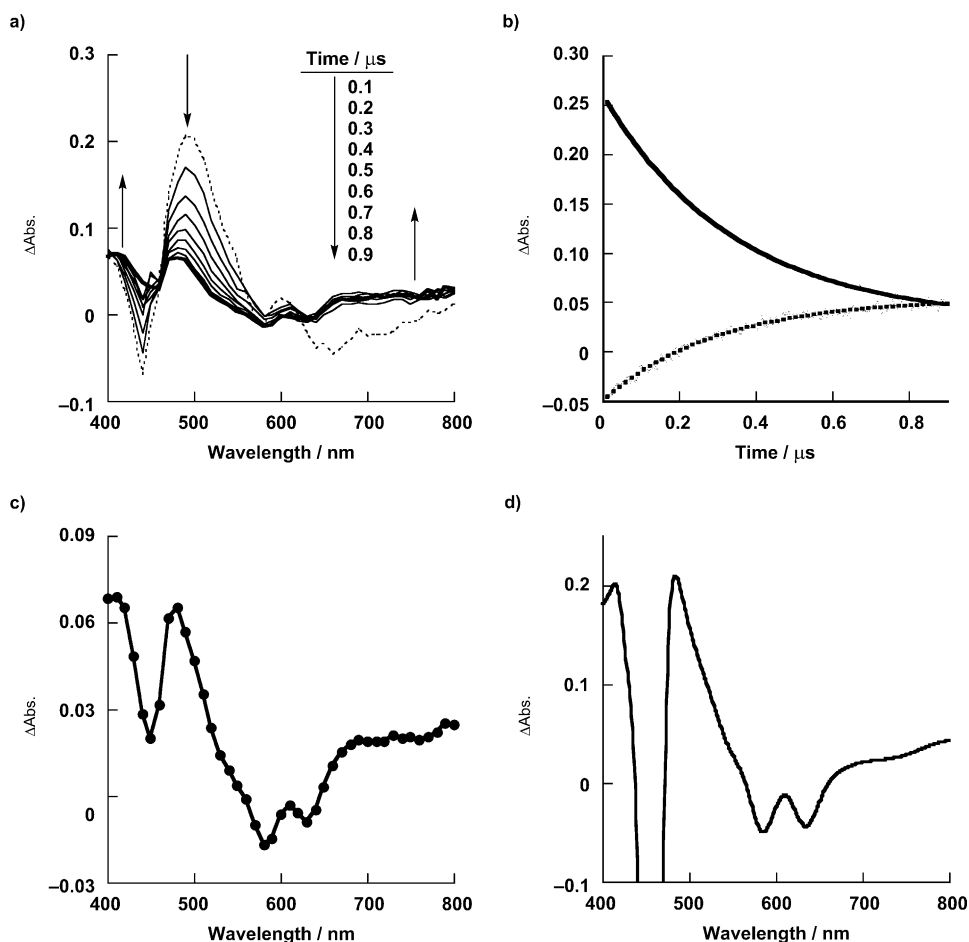 a)
0.3
0.2
0.1
0
–0.1
ΔAbs.
400 500 600 700 800
Wavelength / nm
Time / μs
0.1
0.2
0.3
0.4
0.5
0.6
0.7
0.8
0.9
b)
0.30
0.25
0.20
0.15
0.10
0.05
0
–0.05
ΔAbs.
0 0.2 0.4 0.6 0.8
Time / μs
c)
0.09
0.06
0.03
0
–0.03
ΔAbs.
400 500 600 700 800
Wavelength / nm
d)
0.2
0.1
0
–0.1
ΔAbs.
400 500 600 700 800
Wavelength / nm